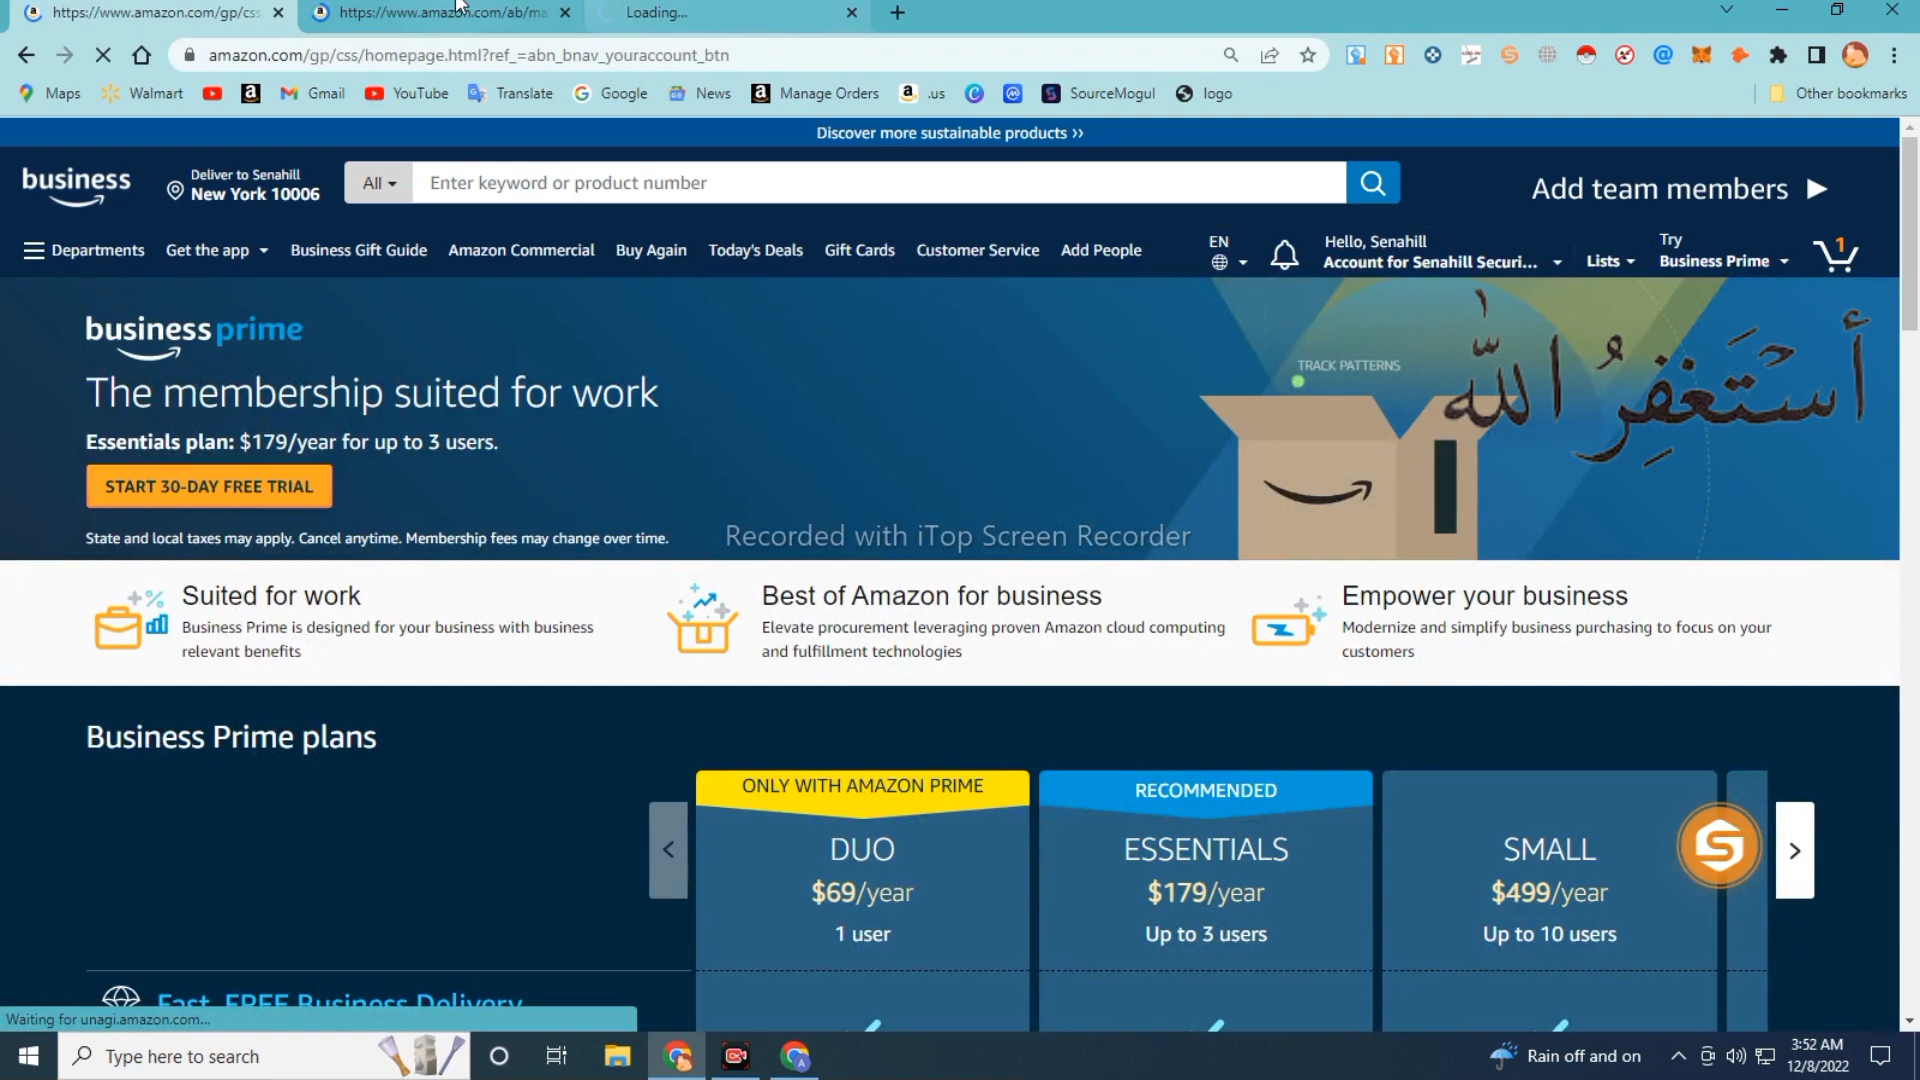 https://www.amazon.com/gp/css
https://www.amazon.com/ab/ma
Loading...
amazon.com/gp/css/homepage.html?ref_=abn_bnav_youraccount_btn
Maps
Walmart
Gmail
YouTube
Translate
Google
News
Manage Orders
.us
SourceMogul
logo
Other bookmarks
Discover more sustainable products ››
business
Deliver to Senahill
New York 10006
All
Enter keyword or product number
Add team members
Departments
Get the app
Business Gift Guide
Amazon Commercial
Buy Again
Today's Deals
Gift Cards
Customer Service
Add People
EN
Hello, Senahill
Account for Senahill Securi...
Lists
Try
Business Prime
1
business prime
The membership suited for work
Essentials plan: $179/year for up to 3 users.
START 30-DAY FREE TRIAL
State and local taxes may apply. Cancel anytime. Membership fees may change over time.
TRACK PATTERNS
أَسْتَغْفِرُ اللّٰه
Recorded with iTop Screen Recorder
Suited for work
Business Prime is designed for your business with business
relevant benefits
Best of Amazon for business
Elevate procurement leveraging proven Amazon cloud computing
and fulfillment technologies
Empower your business
Modernize and simplify business purchasing to focus on your
customers
Business Prime plans
ONLY WITH AMAZON PRIME
DUO
$69/year
1 user
RECOMMENDED
ESSENTIALS
$179/year
Up to 3 users
SMALL
$499/year
Up to 10 users
Fast, FREE Business Delivery
Waiting for unagi.amazon.com...
Type here to search
Rain off and on
3:52 AM
12/8/2022